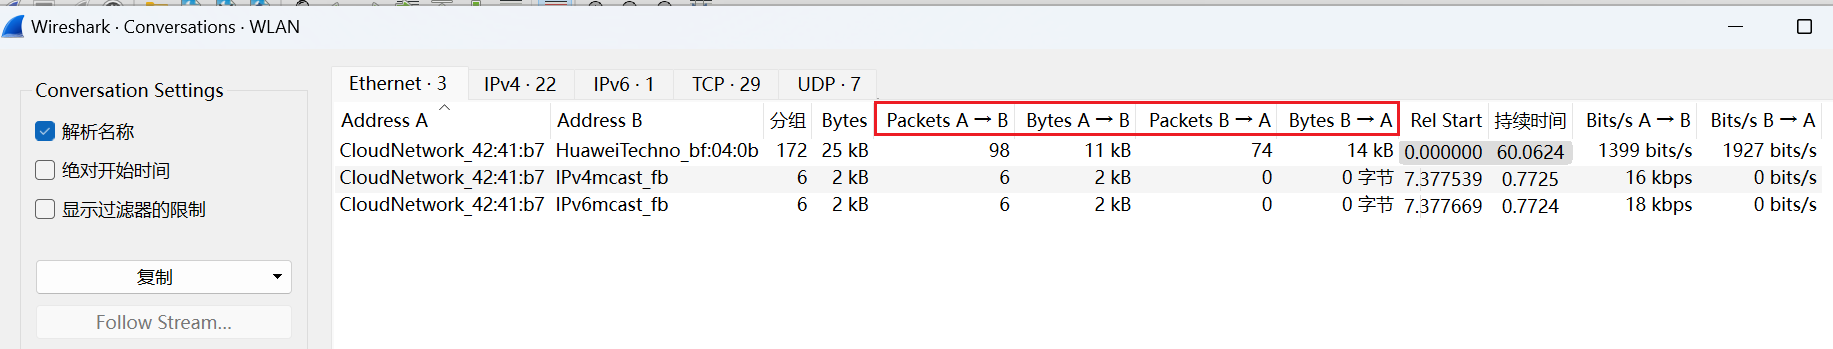 Wireshark · Conversations · WLAN
Conversation Settings
解析名称
绝对开始时间
显示过滤器的限制
复制
Follow Stream...
Ethernet · 3 IPv4 · 22 IPv6 · 1 TCP · 29 UDP · 7
Address A Address B 分组 Bytes Packets A → B Bytes A → B Packets B → A Bytes B → A Rel Start 持续时间 Bits/s A → B Bits/s B → A
CloudNetwork_42:41:b7 HuaweiTechno_bf:04:0b 172 25 kB 98 11 kB 74 14 kB 0.000000 60.0624 1399 bits/s 1927 bits/s
CloudNetwork_42:41:b7 IPv4mcast_fb 6 2 kB 6 2 kB 0 0 字节 7.377539 0.7725 16 kbps 0 bits/s
CloudNetwork_42:41:b7 IPv6mcast_fb 6 2 kB 6 2 kB 0 0 字节 7.377669 0.7724 18 kbps 0 bits/s